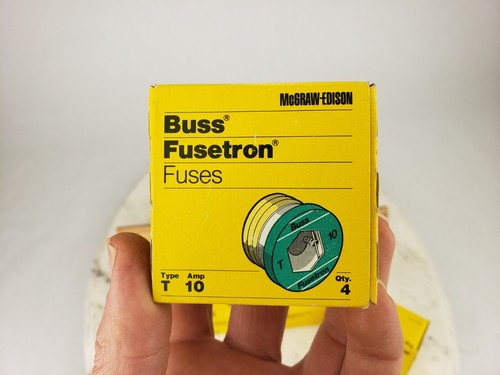 McGRAW-EDISON
Buss®
Fusetron®
Fuses
Buss
T 10
Fusetron
Type Amp Qty.
T 10 4